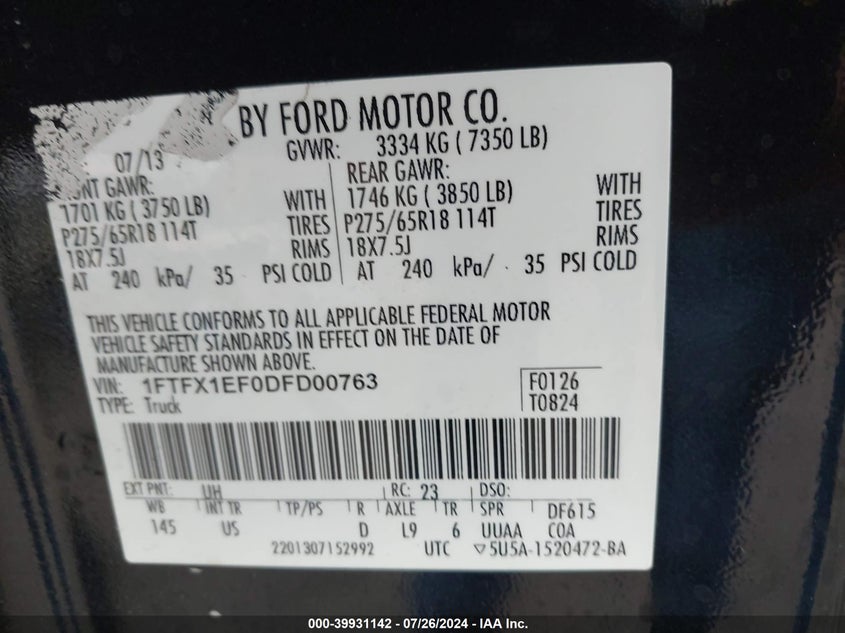 BY FORD MOTOR CO.
07/13 GVWR: 3334 KG ( 7350 LB)
GAWR: REAR GAWR:
1701 KG ( 3750 LB) WITH 1746 KG ( 3850 LB) WITH
P275/65R18 114T TIRES P275/65R18 114T TIRES
18X7.5J RIMS 18X7.5J RIMS
AT 240 kPa/ 35 PSI COLD AT 240 kPa/ 35 PSI COLD
THIS VEHICLE CONFORMS TO ALL APPLICABLE FEDERAL MOTOR
VEHICLE SAFETY STANDARDS IN EFFECT ON THE DATE OF
MANUFACTURE SHOWN ABOVE.
VIN: 1FTFX1EF0DFD00763 F0126
TYPE: Truck T0824
EXT PNT: UH RC: 23 DSO:
WB INT TR TP/PS R AXLE TR SPR DF615
145 US D L9 6 UUAA COA
2201307152992 UTC ▽5U5A-1520472-BA
000-39931142 - 07/26/2024 - IAA Inc.